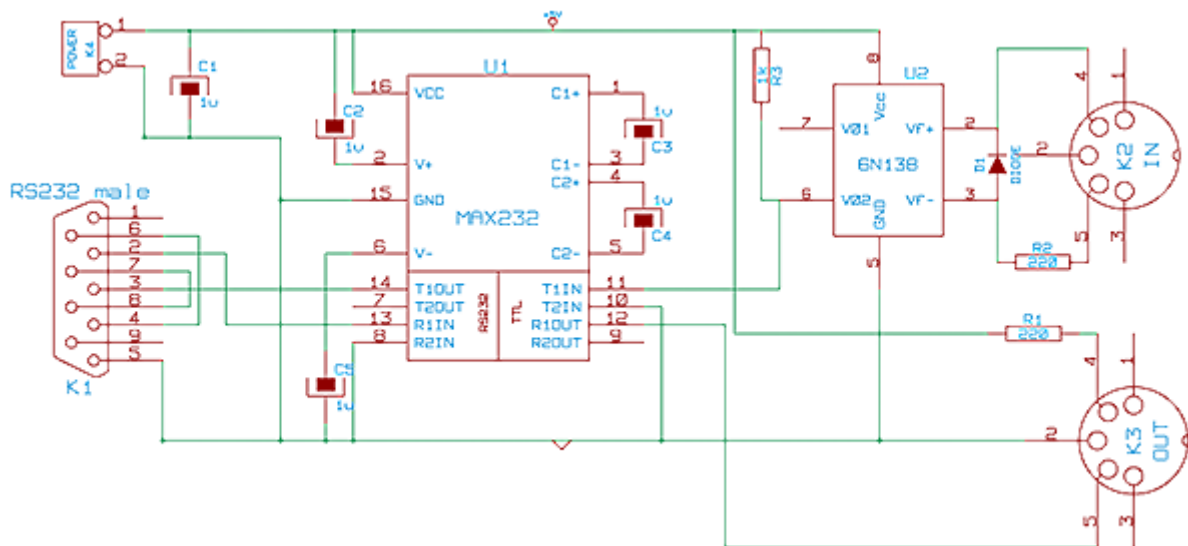 +5V
POWER
K4
1
2
C1
1u
C2
1u
U1
16
VCC
C1+
1
1u
C3
2
V+
C1-
3
C2+
4
15
GND
MAX232
1u
C4
6
V-
C2-
5
14
T1OUT
T1IN
11
7
T2OUT
T2IN
10
13
R1IN
R1OUT
12
8
R2IN
R2OUT
9
RS232
TTL
C5
1u
RS232 male
1
6
2
7
3
8
4
9
5
K1
1k
R3
8
U2
Vcc
7
VO1
VF+
2
6N138
6
VO2
VF-
3
GND
5
D1
DIODE
4
1
2
K2
IN
5
3
R2
220
R1
220
4
1
2
K3
OUT
5
3